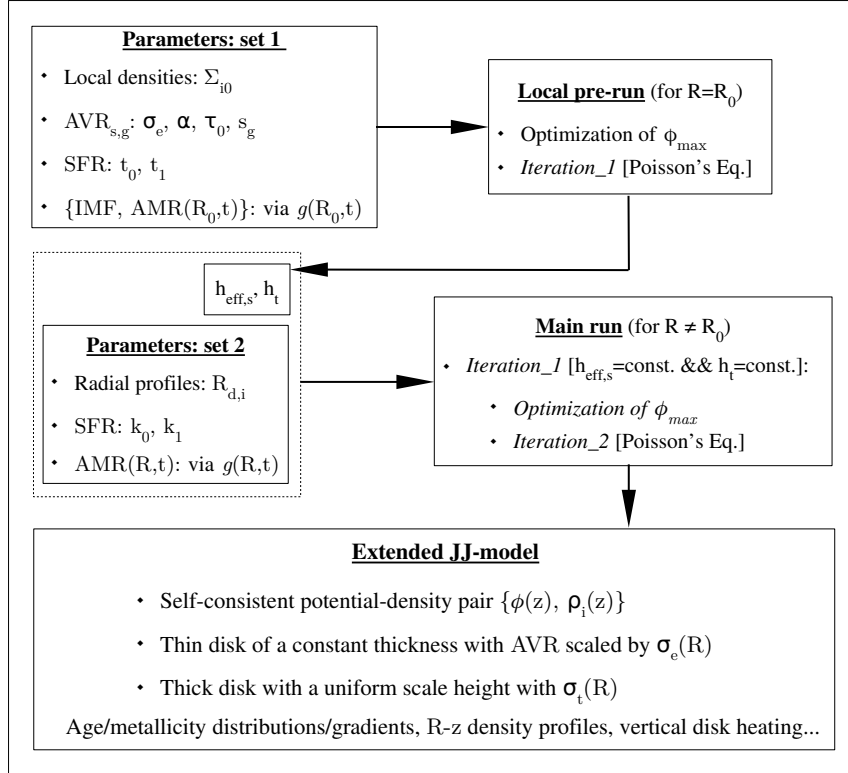 Parameters: set 1
• Local densities: Σi0
• AVRs,g: σe, α, τ0, sg
• SFR: t0, t1
• {IMF, AMR(R0,t)}: via g(R0,t)
Local pre-run (for R=R0)
• Optimization of ϕmax
• Iteration_1 [Poisson's Eq.]
heff,s, ht
Parameters: set 2
• Radial profiles: Rd,i
• SFR: k0, k1
• AMR(R,t): via g(R,t)
Main run (for R ≠ R0)
• Iteration_1 [heff,s=const. && ht=const.]:
• Optimization of ϕmax
• Iteration_2 [Poisson's Eq.]
Extended JJ-model
• Self-consistent potential-density pair {ϕ(z), ρi(z)}
• Thin disk of a constant thickness with AVR scaled by σe(R)
• Thick disk with a uniform scale height with σt(R)
Age/metallicity distributions/gradients, R-z density profiles, vertical disk heating...